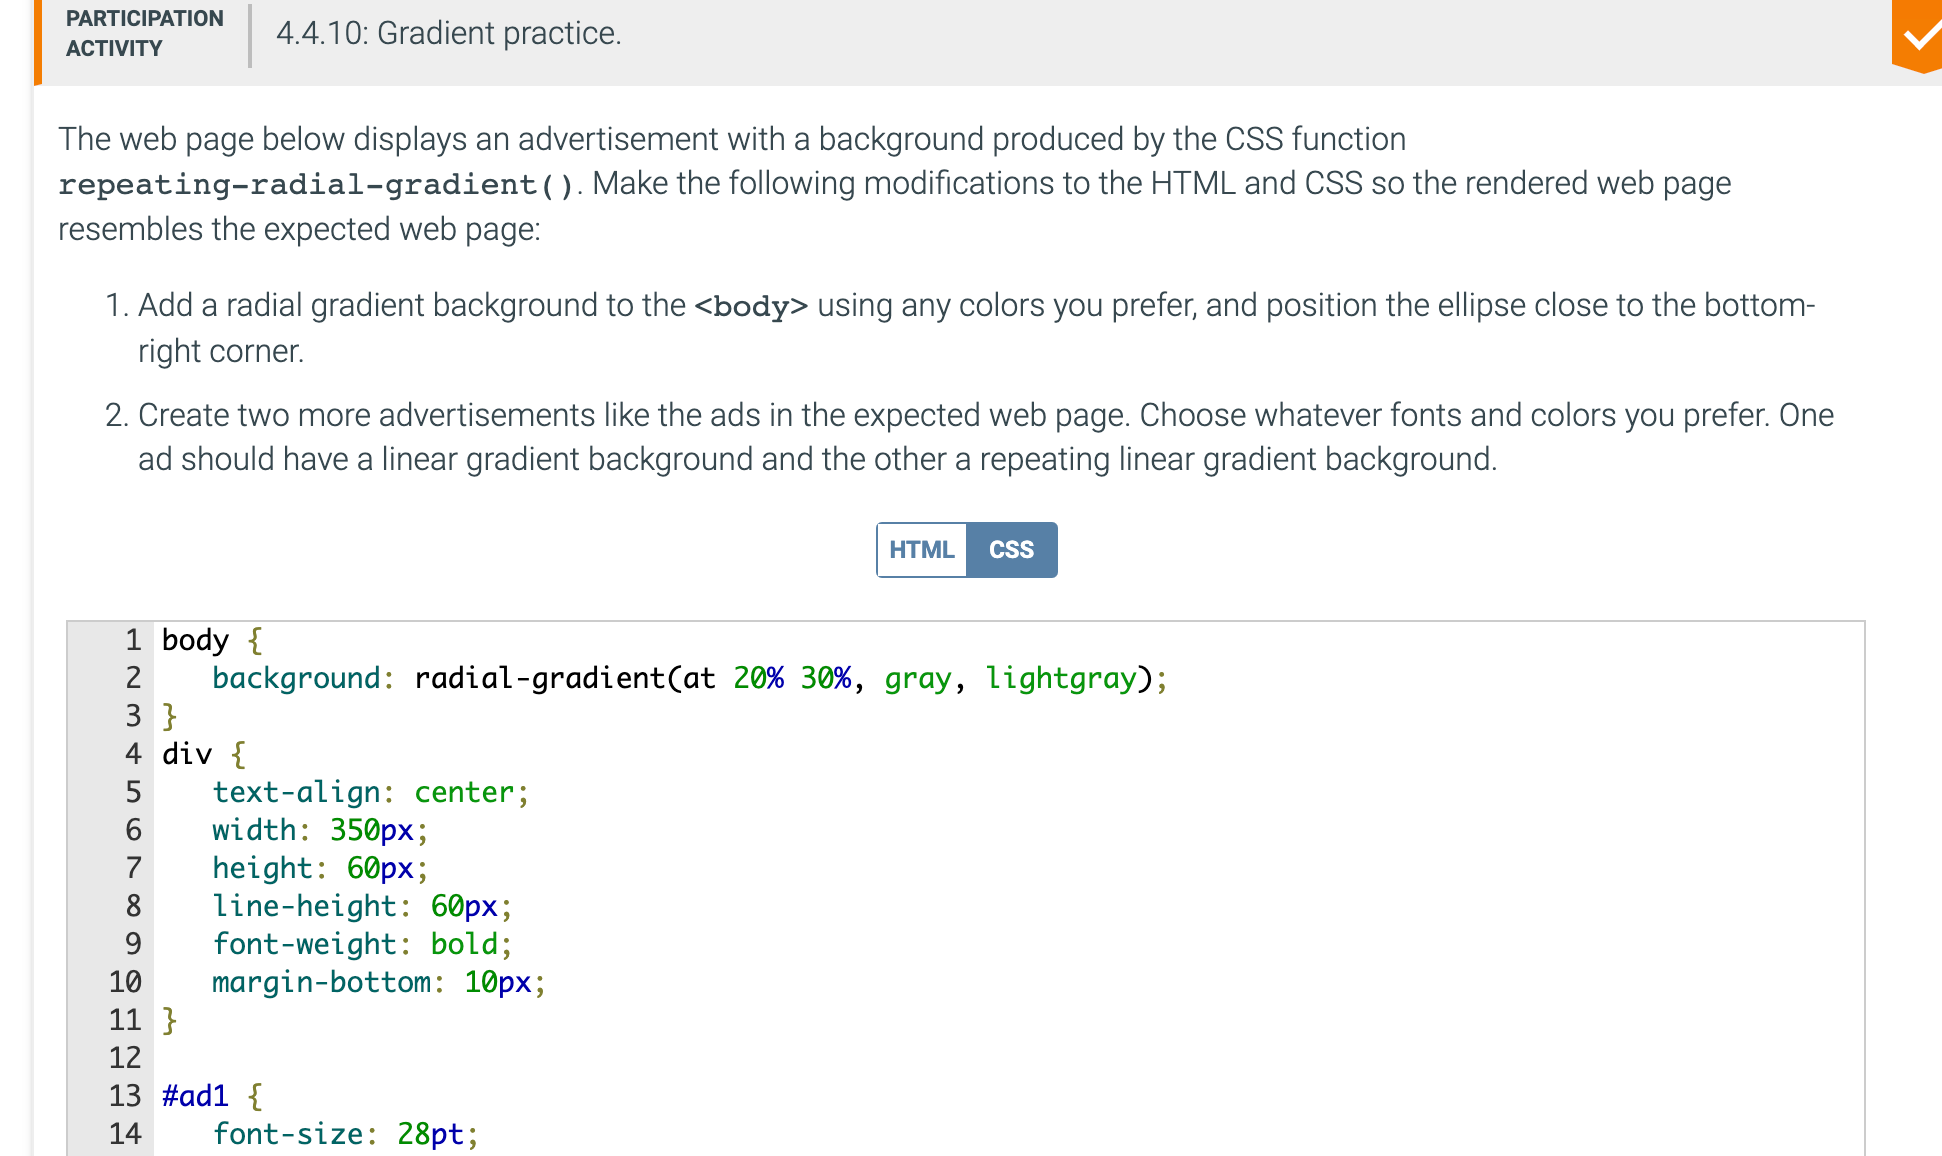 PARTICIPATION
ACTIVITY
4.4.10: Gradient practice.
The web page below displays an advertisement with a background produced by the CSS function
repeating-radial-gradient(). Make the following modifications to the HTML and CSS so the rendered web page
resembles the expected web page:
1. Add a radial gradient background to the <body> using any colors you prefer, and position the ellipse close to the bottom-
right corner.
2. Create two more advertisements like the ads in the expected web page. Choose whatever fonts and colors you prefer. One
ad should have a linear gradient background and the other a repeating linear gradient background.
HTML CSS
1 body {
2    background: radial-gradient(at 20% 30%, gray, lightgray);
3 }
4 div {
5    text-align: center;
6    width: 350px;
7    height: 60px;
8    line-height: 60px;
9    font-weight: bold;
10    margin-bottom: 10px;
11 }
12
13 #ad1 {
14    font-size: 28pt;